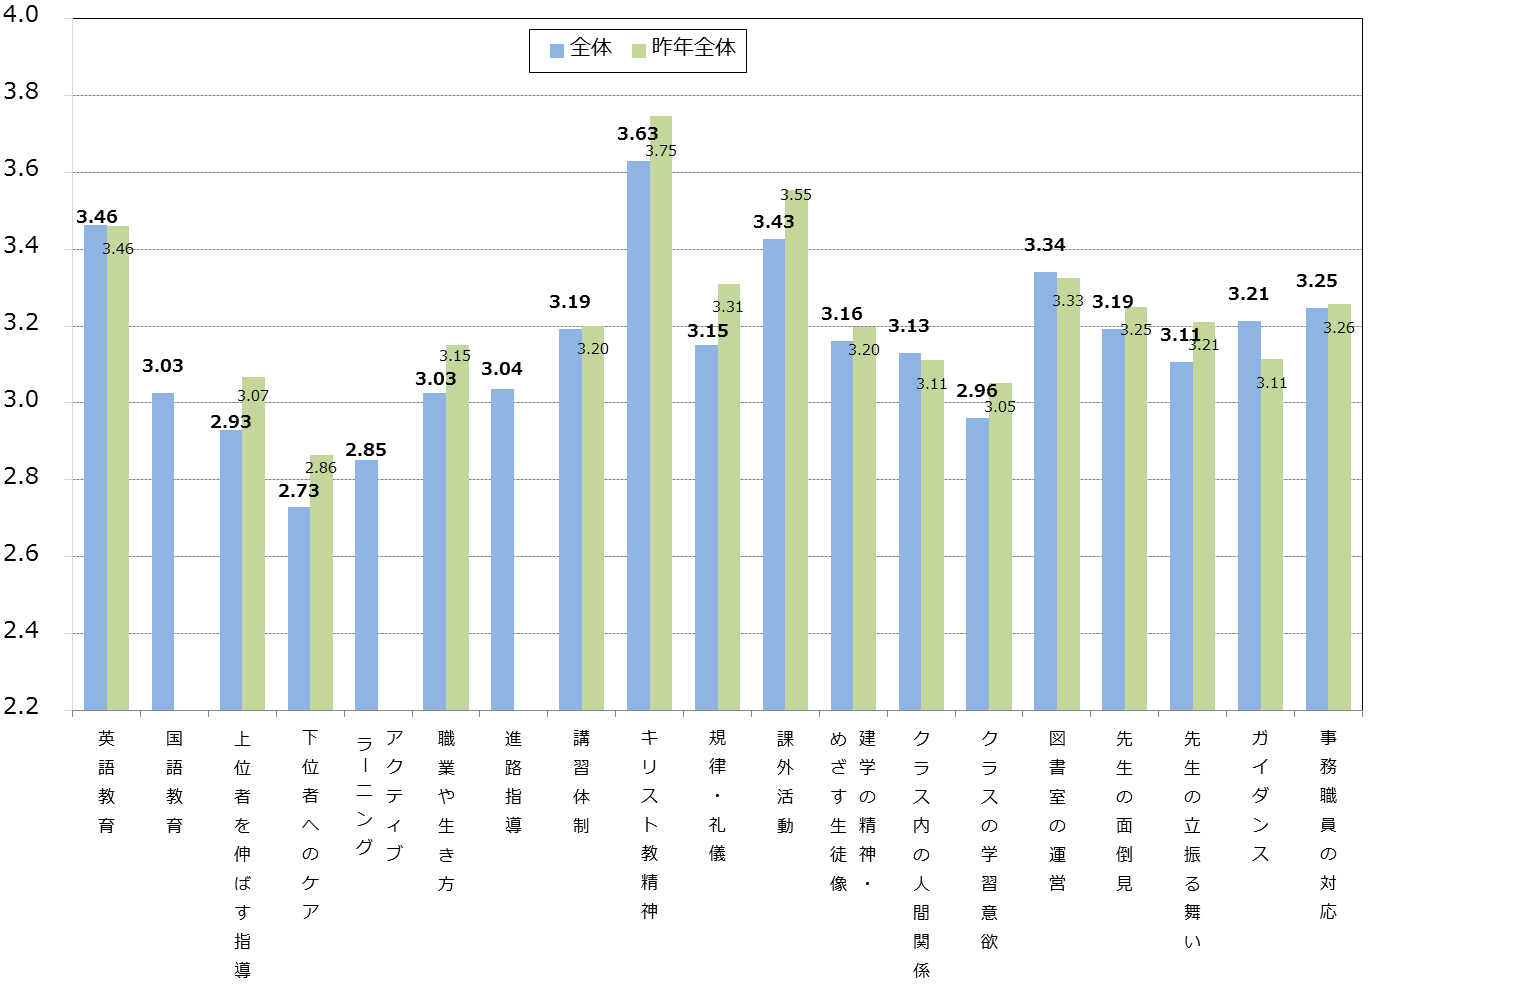 4.0
3.8
3.6
3.4
3.2
3.0
2.8
2.6
2.4
2.2
全体 昨年全体
3.46
3.46
3.03
2.93
3.07
2.73
2.86
2.85
3.03
3.15
3.04
3.19
3.20
3.63
3.75
3.15
3.31
3.43
3.55
3.16
3.20
3.13
3.11
2.96
3.05
3.34
3.33
3.19
3.25
3.11
3.21
3.21
3.11
3.25
3.26
英語教育
国語教育
上位者を伸ばす指導
下位者へのケア
アクティブ
ラーニング
職業や生き方
進路指導
講習体制
キリスト教精神
規律・礼儀
課外活動
建学の精神・
めざす生徒像
クラス内の人間関係
クラスの学習意欲
図書室の運営
先生の面倒見
先生の立振る舞い
ガイダンス
事務職員の対応